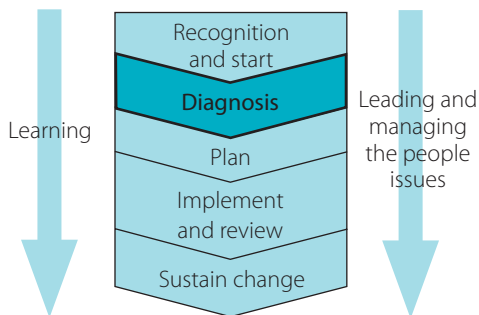 Recognition
and start
Diagnosis
Plan
Implement
and review
Sustain change
Learning
Leading and
managing
the people
issues